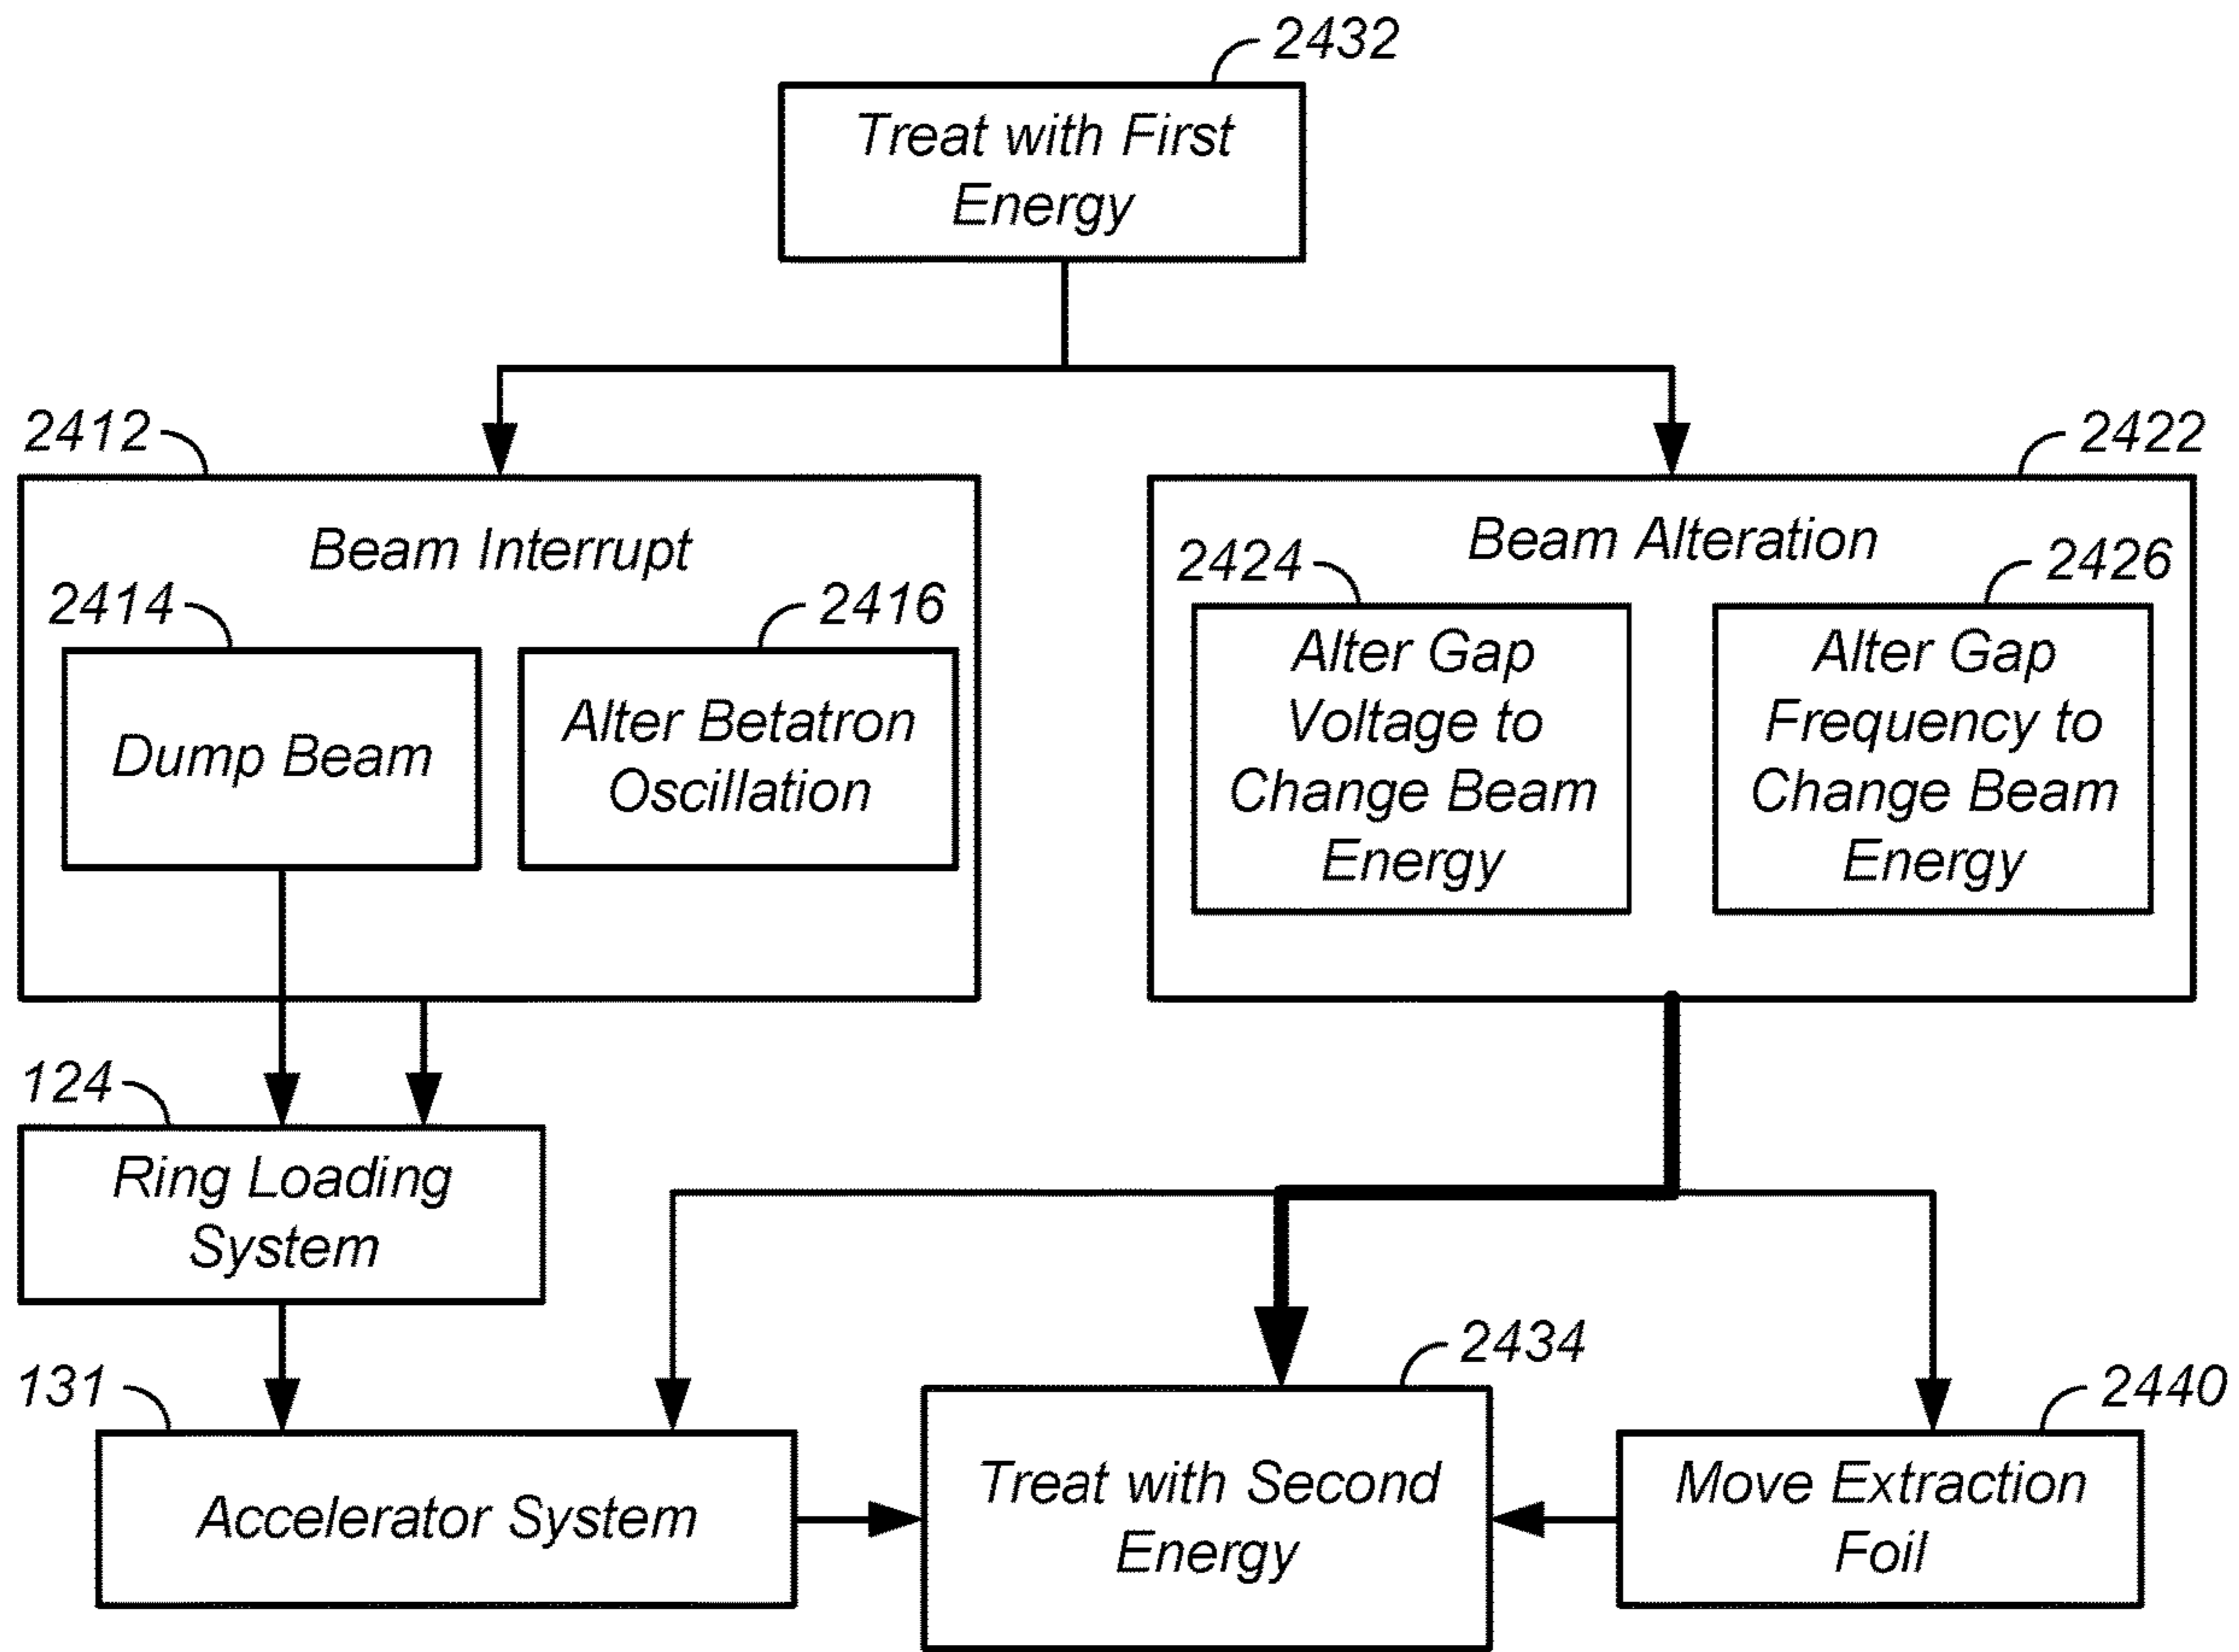 2432
Treat with First
Energy
2412
Beam Interrupt
2414
Dump Beam
2416
Alter Betatron
Oscillation
2422
Beam Alteration
2424
Alter Gap
Voltage to
Change Beam
Energy
2426
Alter Gap
Frequency to
Change Beam
Energy
124
Ring Loading
System
131
Accelerator System
2434
Treat with Second
Energy
2440
Move Extraction
Foil